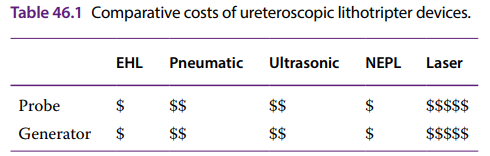 Table 46.1 Comparative costs of ureteroscopic lithotripter devices.
EHL Pneumatic Ultrasonic NEPL Laser
Probe $ $$ $$ $ $$$$$
Generator $ $$ $$ $ $$$$$